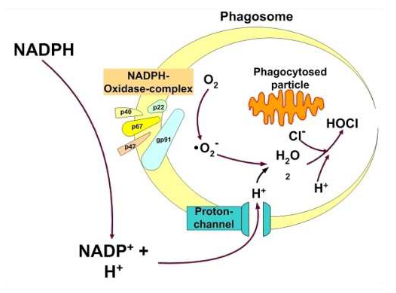 Phagosome
NADPH
NADPH-
Oxidase-complex
O2
Phagocytosed
particle
p46
p22
p67
p47
gp91
HOCl
Cl-
•O2-
H2O
2
H+
H+
Proton-
channel
NADP+ +
H+